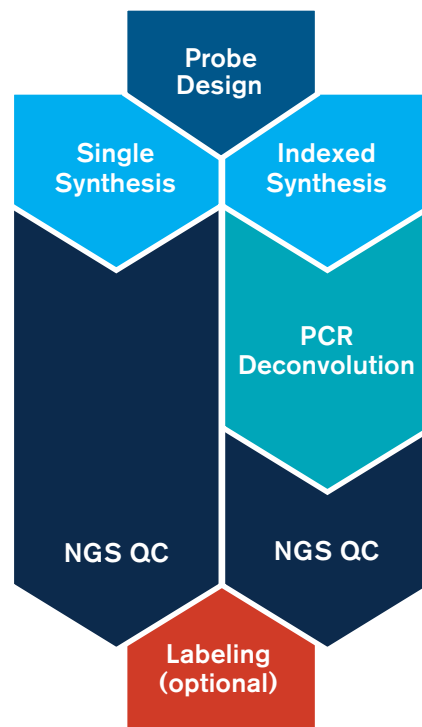 Probe
Design
Single
Synthesis
Indexed
Synthesis
PCR
Deconvolution
NGS QC
NGS QC
Labeling
(optional)